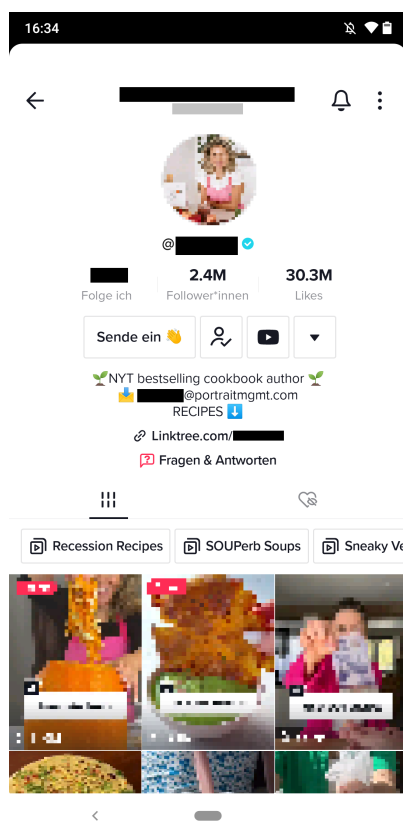 16:34
@
2.4M
30.3M
Folge ich
Follower*innen
Likes
Sende ein 👋
🌱NYT bestselling cookbook author 🌱
📩 @portraitmgmt.com
RECIPES ⬇️
Linktree.com/
Fragen & Antworten
Recession Recipes
SOUPerb Soups
Sneaky Ve